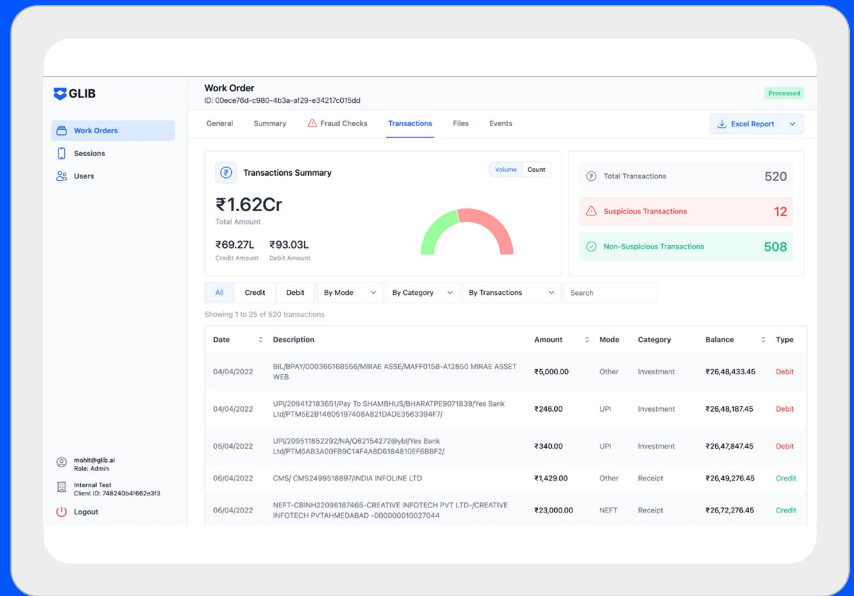 GLIB
Work Orders
Sessions
Users
mohit@glib.ai
Role: Admin
Internal Test
Client ID: 748240b4f662e3f3
Logout
Work Order
ID: 00ece76d-c980-4b3a-af29-e34217c015dd
Processed
General Summary Fraud Checks Transactions Files Events
Excel Report
Transactions Summary
Volume Count
₹1.62Cr
Total Amount
₹69.27L ₹93.03L
Credit Amount Debit Amount
Total Transactions 520
Suspicious Transactions 12
Non-Suspicious Transactions 508
All Credit Debit By Mode By Category By Transactions Search
Showing 1 to 25 of 520 transactions
Date Description Amount Mode Category Balance Type
04/04/2022 BIL/BPAY/000365168556/MIRAE ASSE/MAFF0158-A12850 MIRAE ASSET
WEB ₹5,000.00 Other Investment ₹26,48,433.45 Debit
04/04/2022 UPI/209412183651/Pay To SHAMBHUS/BHARATPE9071839/Yes Bank
Ltd/PTM5E2B14605197408A821DADE3563394F7/ ₹246.00 UPI Investment ₹26,48,187.45 Debit
05/04/2022 UPI/209511852292/NA/Q62154272@ybl/Yes Bank
Ltd/PTM5AB3A00FB9C14F4A8D6184810EF6BBF2/ ₹340.00 UPI Investment ₹26,47,847.45 Debit
06/04/2022 CMS/ CMS2499518897/INDIA INFOLINE LTD ₹1,429.00 Other Receipt ₹26,49,276.45 Credit
06/04/2022 NEFT-CBINH22096187465-CREATIVE INFOTECH PVT LTD-/CREATIVE
INFOTECH PVTAHMEDABAD -000000010027044 ₹23,000.00 NEFT Receipt ₹26,72,276.45 Credit